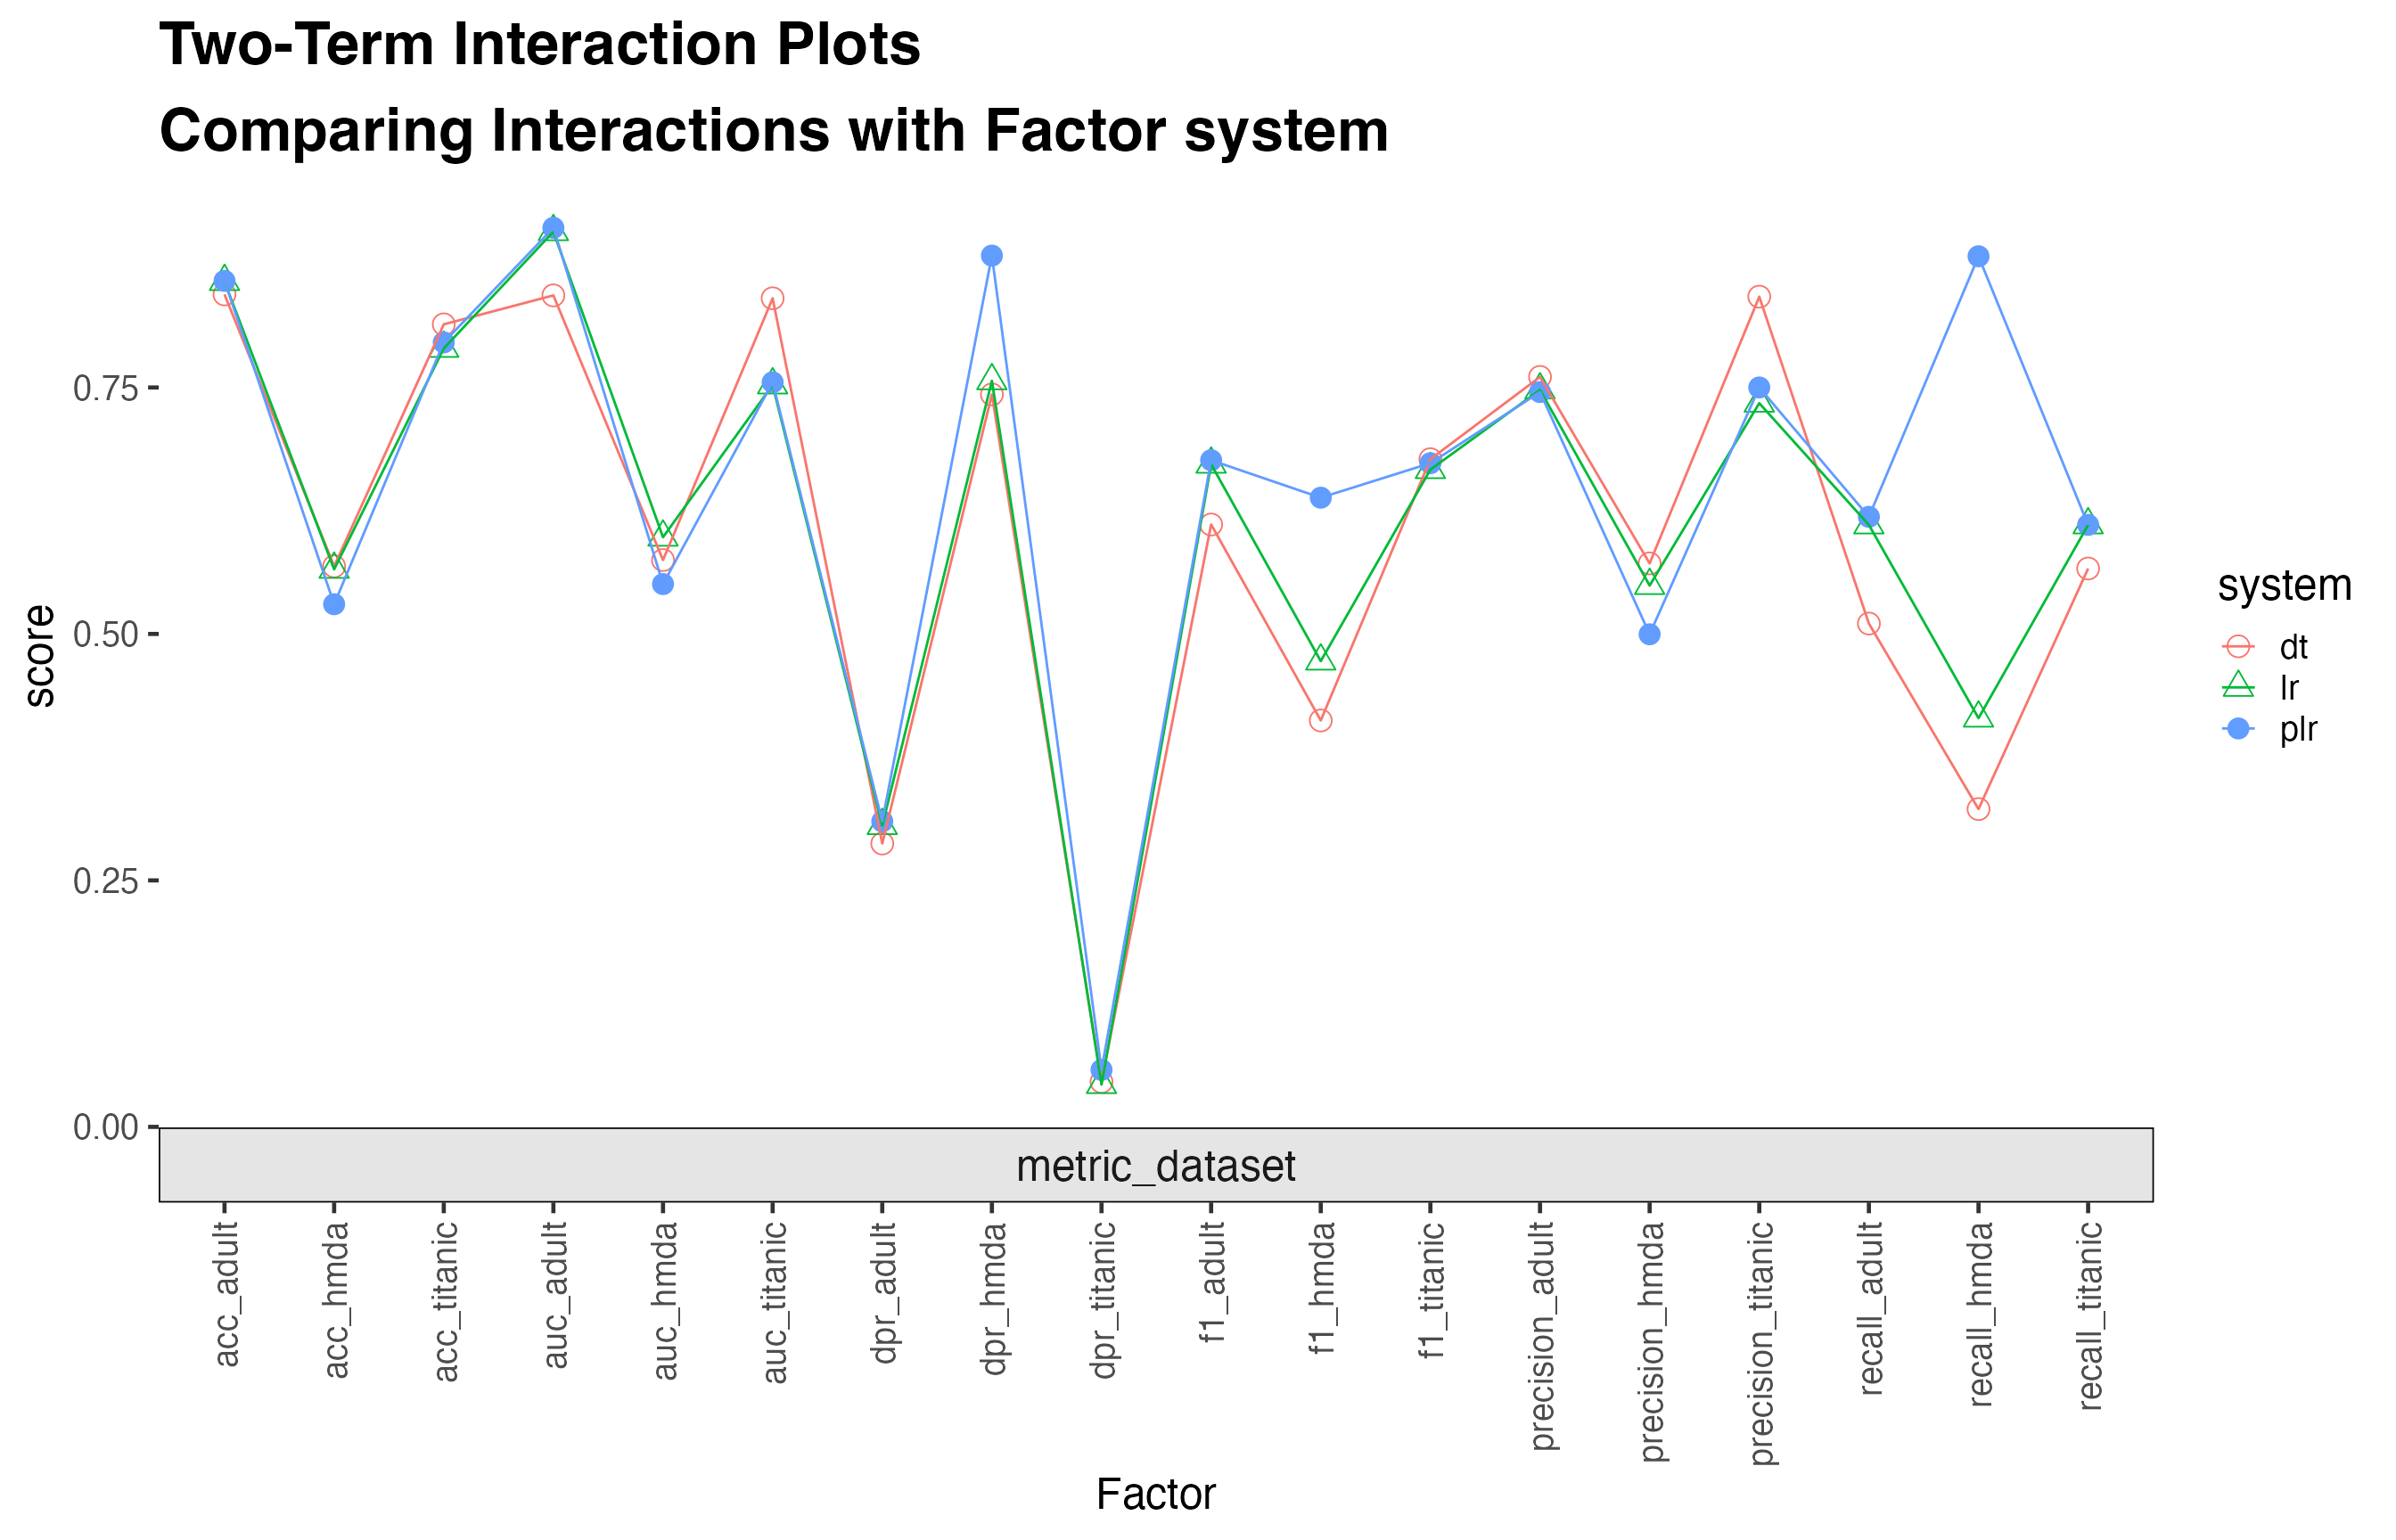 Two-Term Interaction Plots
Comparing Interactions with Factor system
score
0.75
0.50
0.25
0.00
system
dt
lr
plr
metric_dataset
acc_adult
acc_hmda
acc_titanic
auc_adult
auc_hmda
auc_titanic
dpr_adult
dpr_hmda
dpr_titanic
f1_adult
f1_hmda
f1_titanic
precision_adult
precision_hmda
precision_titanic
recall_adult
recall_hmda
recall_titanic
Factor